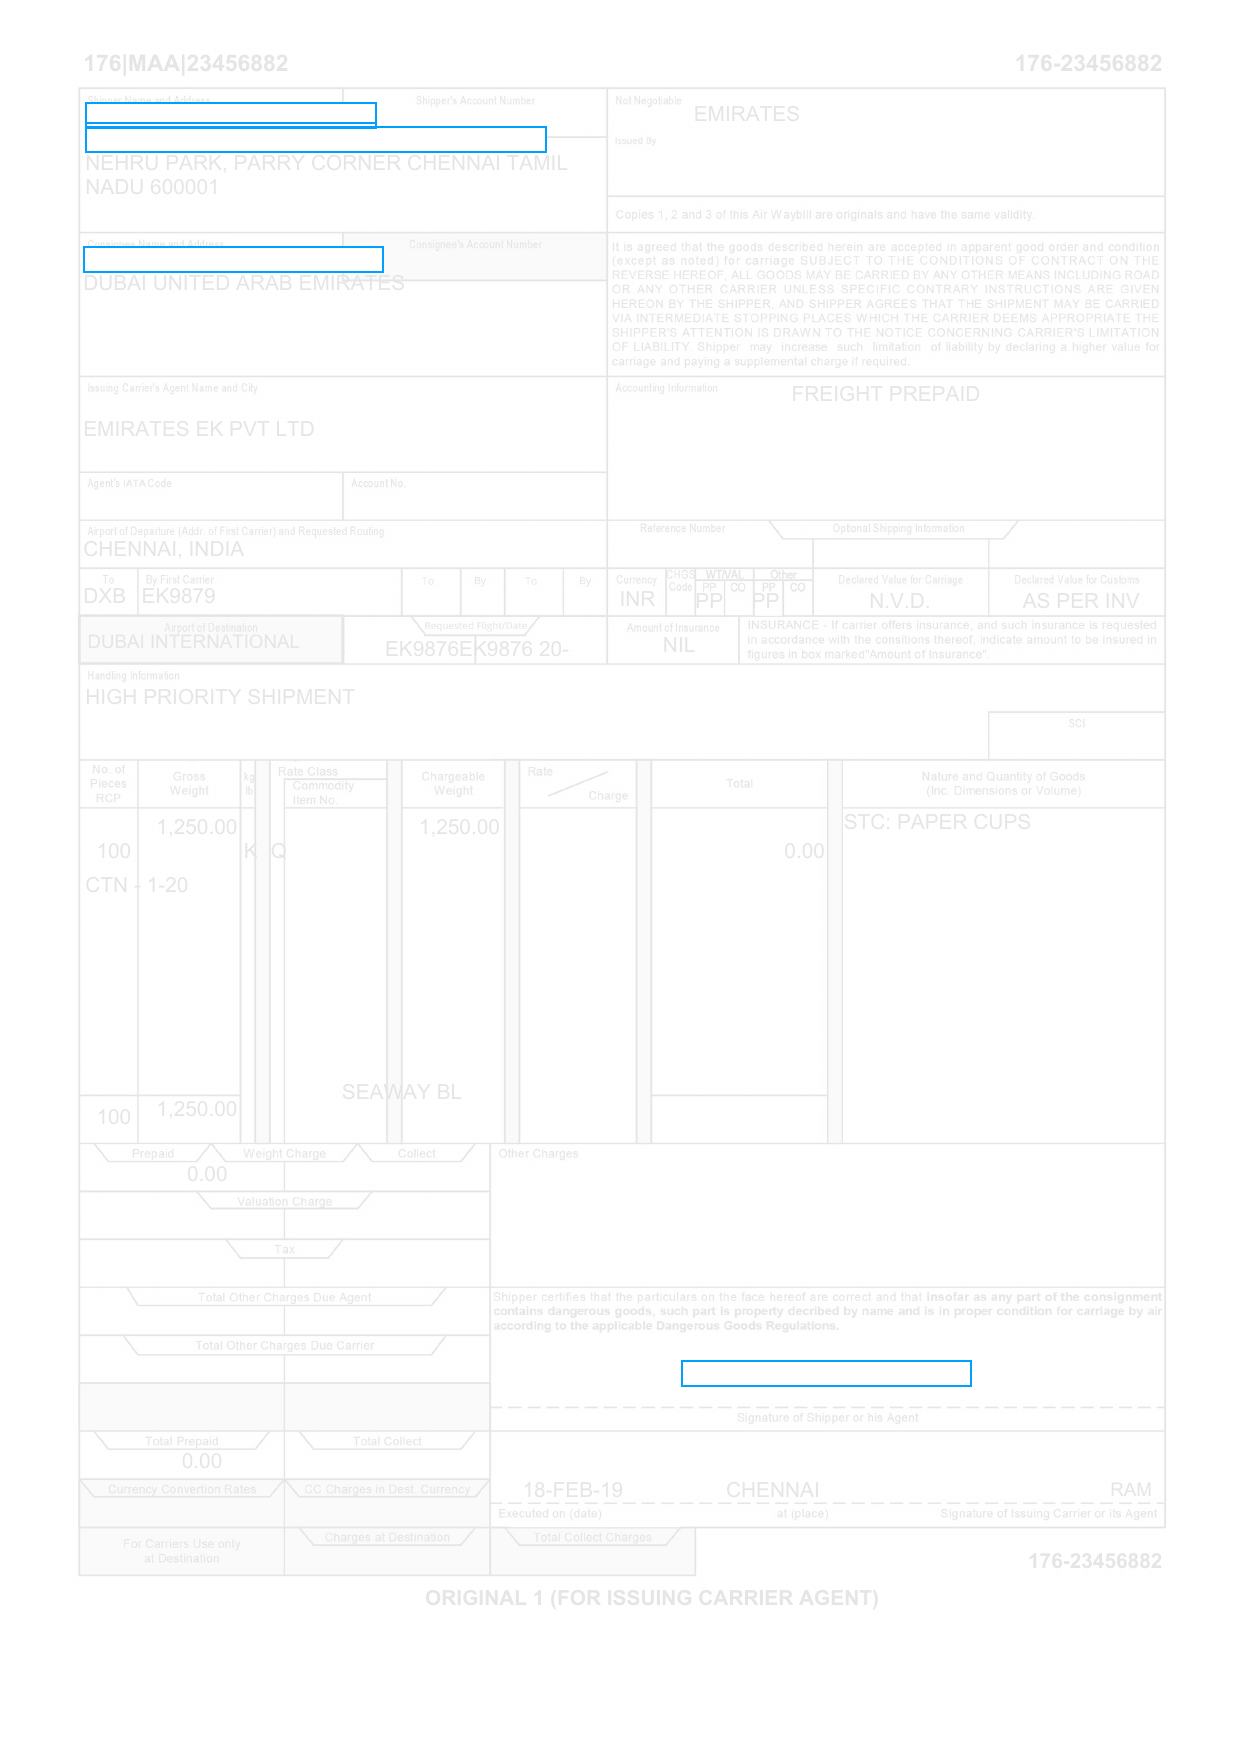 176|MAA|23456882
176-23456882
Shipper Name and Address
Shipper's Account Number
NEHRU PARK, PARRY CORNER CHENNAI TAMIL
NADU 600001
Not Negotiable
EMIRATES
Issued By
Copies 1, 2 and 3 of this Air Waybill are originals and have the same validity.
Consignee Name and Address
Consignee's Account Number
DUBAI UNITED ARAB EMIRATES
It is agreed that the goods described herein are accepted in apparent good order and condition
(except as noted) for carriage SUBJECT TO THE CONDITIONS OF CONTRACT ON THE
REVERSE HEREOF, ALL GOODS MAY BE CARRIED BY ANY OTHER MEANS INCLUDING ROAD
OR ANY OTHER CARRIER UNLESS SPECIFIC CONTRARY INSTRUCTIONS ARE GIVEN
HEREON BY THE SHIPPER, AND SHIPPER AGREES THAT THE SHIPMENT MAY BE CARRIED
VIA INTERMEDIATE STOPPING PLACES WHICH THE CARRIER DEEMS APPROPRIATE THE
SHIPPER'S ATTENTION IS DRAWN TO THE NOTICE CONCERNING CARRIER'S LIMITATION
OF LIABILITY. Shipper may increase such limitation of liability by declaring a higher value for
carriage and paying a supplemental charge if required.
Issuing Carrier's Agent Name and City
EMIRATES EK PVT LTD
Accounting Information
FREIGHT PREPAID
Agent's IATA Code
Account No.
Airport of Departure (Addr. of First Carrier) and Requested Routing
CHENNAI, INDIA
Reference Number
Optional Shipping Information
To
By First Carrier
To
By
To
By
DXB
EK9879
Currency
INR
CHGS
Code
WT/VAL
Other
PP
CO
PP
CO
PP
PP
Declared Value for Carriage
N.V.D.
Declared Value for Customs
AS PER INV
Airport of Destination
DUBAI INTERNATIONAL
Requested Flight/Date
EK9876EK9876 20-
Amount of Insurance
NIL
INSURANCE - If carrier offers insurance, and such insurance is requested
in accordance with the consitions thereof, indicate amount to be insured in
figures in box marked"Amount of Insurance".
Handling Information
HIGH PRIORITY SHIPMENT
SCI
No. of
Pieces
RCP
Gross
Weight
kg
lb
Rate Class
Commodity
Item No.
Chargeable
Weight
Rate
Charge
Total
Nature and Quantity of Goods
(Inc. Dimensions or Volume)
1,250.00
1,250.00
STC: PAPER CUPS
100
K
Q
0.00
CTN - 1-20
SEAWAY BL
100
1,250.00
Prepaid
Weight Charge
Collect
0.00
Other Charges
Valuation Charge
Tax
Total Other Charges Due Agent
Shipper certifies that the particulars on the face hereof are correct and that insofar as any part of the consignment
contains dangerous goods, such part is property decribed by name and is in proper condition for carriage by air
according to the applicable Dangerous Goods Regulations.
Total Other Charges Due Carrier
Signature of Shipper or his Agent
Total Prepaid
Total Collect
0.00
Currency Convertion Rates
CC Charges in Dest. Currency
18-FEB-19
CHENNAI
RAM
Executed on (date)
at (place)
Signature of Issuing Carrier or its Agent
For Carriers Use only
at Destination
Charges at Destination
Total Collect Charges
176-23456882
ORIGINAL 1 (FOR ISSUING CARRIER AGENT)